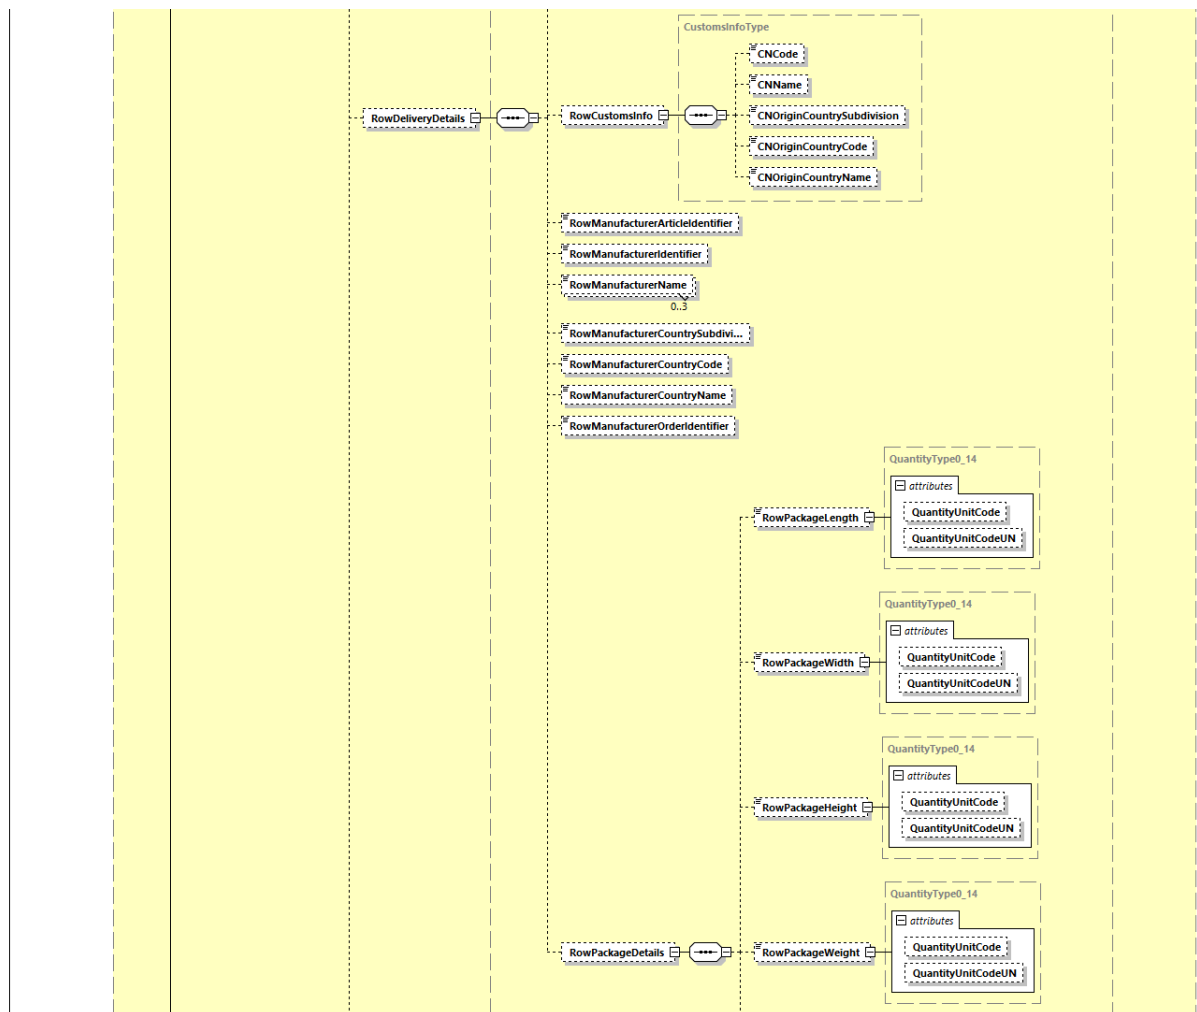 CustomsInfoType
CNCode
CNName
RowDeliveryDetails
RowCustomsInfo
CNOriginCountrySubdivision
CNOriginCountryCode
CNOriginCountryName
RowManufacturerArticleIdentifier
RowManufacturerIdentifier
RowManufacturerName
0..3
RowManufacturerCountrySubdivi...
RowManufacturerCountryCode
RowManufacturerCountryName
RowManufacturerOrderIdentifier
QuantityType0_14
attributes
QuantityUnitCode
RowPackageLength
QuantityUnitCodeUN
QuantityType0_14
attributes
QuantityUnitCode
RowPackageWidth
QuantityUnitCodeUN
QuantityType0_14
attributes
QuantityUnitCode
RowPackageHeight
QuantityUnitCodeUN
QuantityType0_14
attributes
QuantityUnitCode
RowPackageDetails
RowPackageWeight
QuantityUnitCodeUN